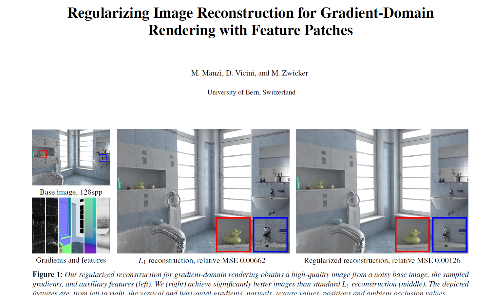 Regularizing Image Reconstruction for Gradient-Domain
Rendering with Feature Patches
M. Manzi, D. Vicini, and M. Zwicker
University of Bern, Switzerland
Base image, 128spp
Gradients and features
L1 reconstruction, relative MSE 0.00662
Regularized reconstruction, relative MSE 0.00126
Figure 1: Our regularized reconstruction for gradient-domain rendering obtains a high-quality image from a noisy base image, the sampled
gradients, and auxiliary features (left). We (right) achieve significantly better images than standard L1 reconstruction (middle). The depicted
features are, from left to right, the vertical and horizontal gradients, normals, texture values, positions and ambient occlusion values.